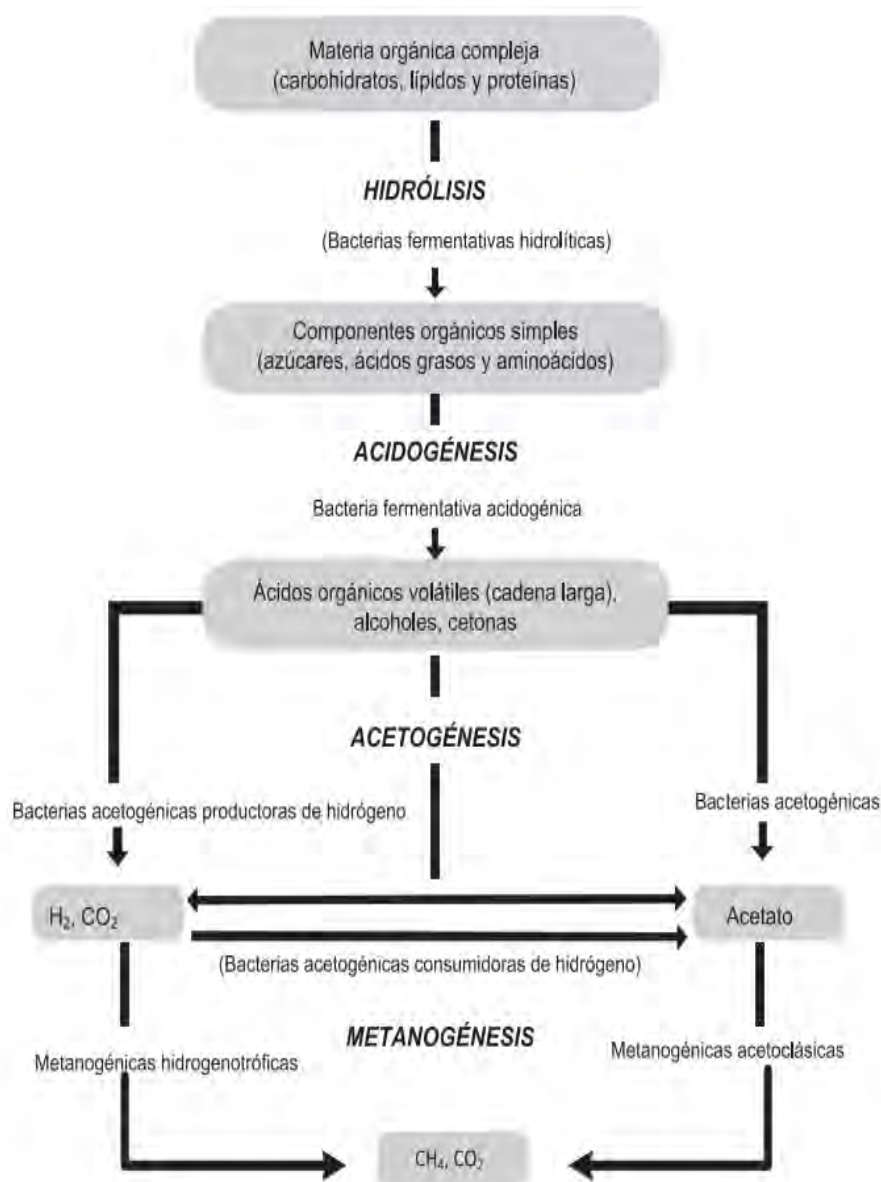 Materia orgánica compleja
(carbohidratos, lípidos y proteínas)
HIDRÓLISIS
(Bacterias fermentativas hidrolíticas)
Componentes orgánicos simples
(azúcares, ácidos grasos y aminoácidos)
ACIDOGÉNESIS
Bacteria fermentativa acidogénica
Ácidos orgánicos volátiles (cadena larga),
alcoholes, cetonas
ACETOGÉNESIS
Bacterias acetogénicas productoras de hidrógeno
Bacterias acetogénicas
H₂, CO₂
Acetato
(Bacterias acetogénicas consumidoras de hidrógeno)
METANOGÉNESIS
Metanogénicas hidrogenotróficas
Metanogénicas acetoclásicas
CH₄, CO₂